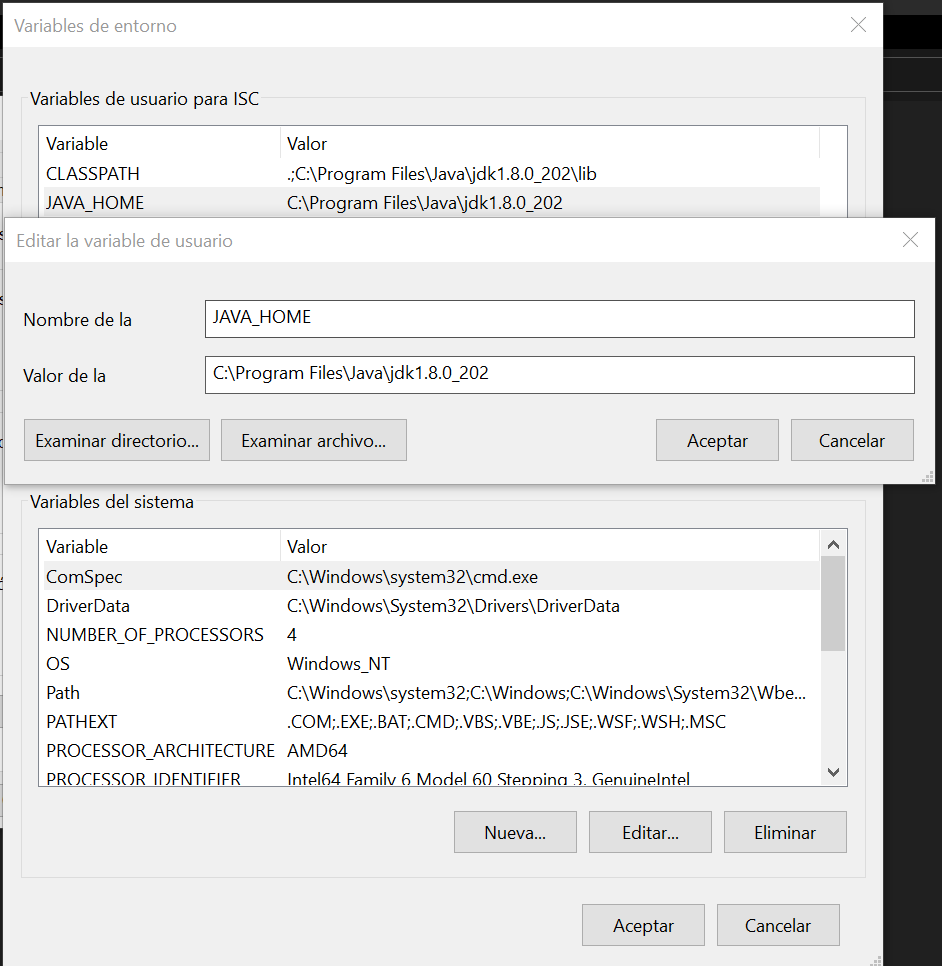 Variables de entorno
Variables de usuario para ISC
Variable Valor
CLASSPATH .;C:\Program Files\Java\jdk1.8.0_202\lib
JAVA_HOME C:\Program Files\Java\jdk1.8.0_202
Editar la variable de usuario
Nombre de la JAVA_HOME
Valor de la C:\Program Files\Java\jdk1.8.0_202
Examinar directorio... Examinar archivo... Aceptar Cancelar
Variables del sistema
Variable Valor
ComSpec C:\Windows\system32\cmd.exe
DriverData C:\Windows\System32\Drivers\DriverData
NUMBER_OF_PROCESSORS 4
OS Windows_NT
Path C:\Windows\system32;C:\Windows;C:\Windows\System32\Wbe...
PATHEXT .COM;.EXE;.BAT;.CMD;.VBS;.VBE;.JS;.JSE;.WSF;.WSH;.MSC
PROCESSOR_ARCHITECTURE AMD64
PROCESSOR_IDENTIFIER Intel64 Family 6 Model 60 Stepping 3, GenuineIntel
Nueva... Editar... Eliminar
Aceptar Cancelar